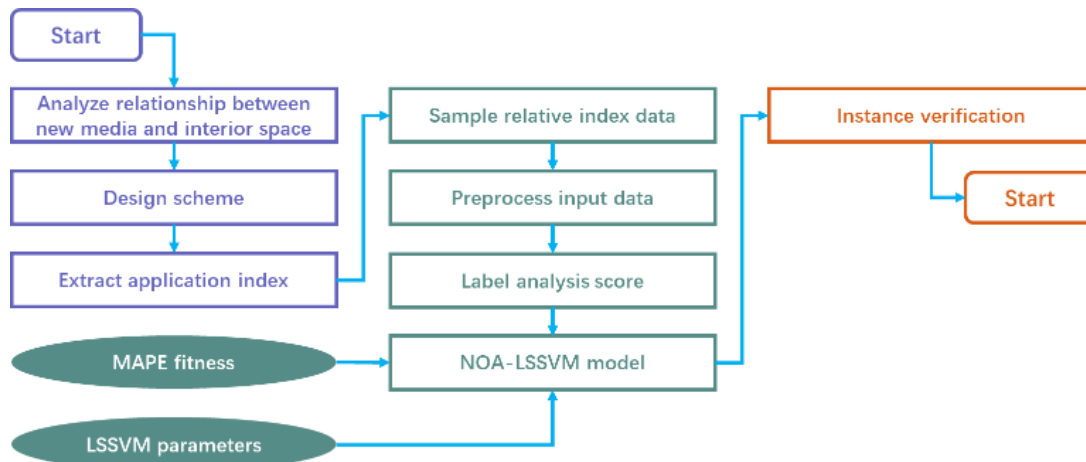 Start
Analyze relationship between
new media and interior space
Design scheme
Extract application index
MAPE fitness
LSSVM parameters
Sample relative index data
Preprocess input data
Label analysis score
NOA-LSSVM model
Instance verification
Start